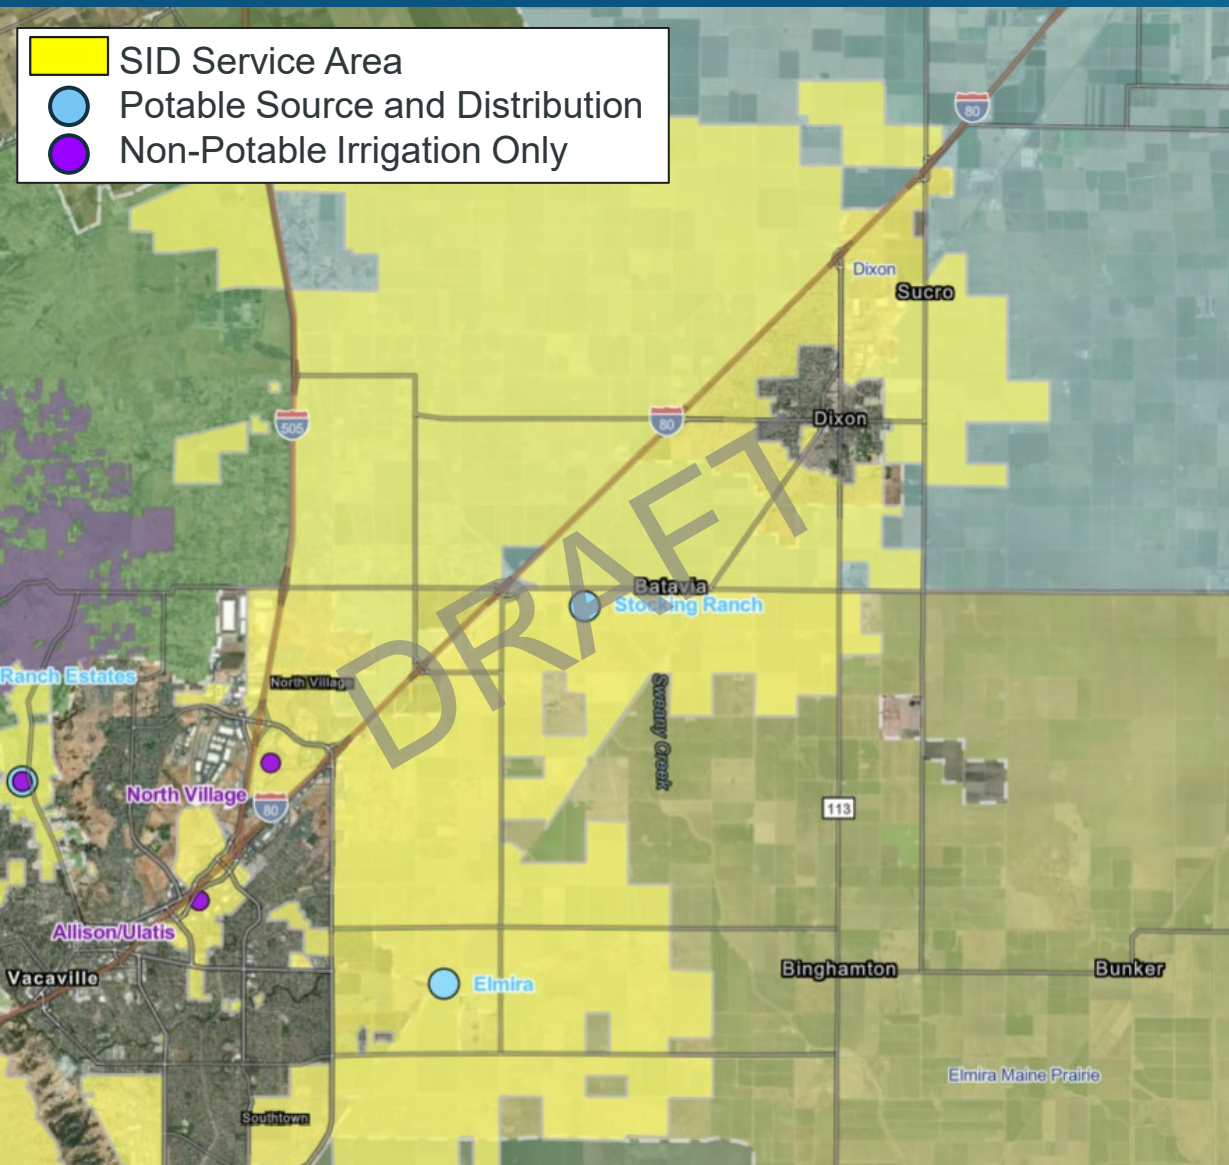 SID Service Area
Potable Source and Distribution
Non-Potable Irrigation Only
80
Dixon
Sucro
505
80
Dixon
DRAFT
Batavia
Stocking Ranch
Ranch Estates
North Village
Sweany Creek
North Village
80
113
Allison/Ulatis
Vacaville
Binghamton
Bunker
Elmira
Elmira Maine Prairie
Southtown